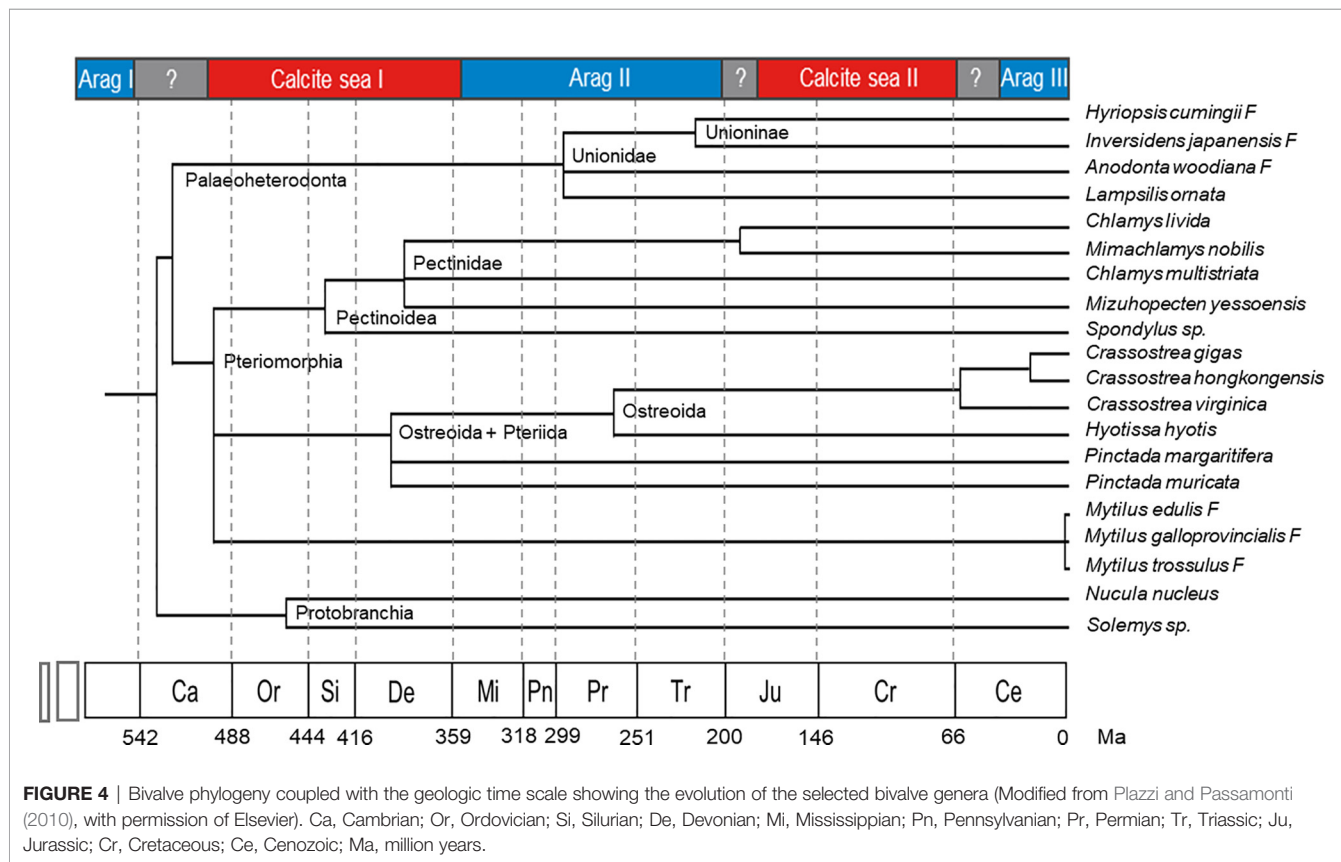 Arag I ? Calcite sea I Arag II ? Calcite sea II ? Arag III
Hyriopsis cumingii F
Unioninae
Inversidens japanensis F
Unionidae
Anodonta woodiana F
Palaeoheterodonta
Lampsilis ornata
Chlamys livida
Mimachlamys nobilis
Pectinidae
Chlamys multistriata
Mizuhopecten yessoensis
Pectinoidea
Spondylus sp.
Crassostrea gigas
Pteriomorphia
Crassostrea hongkongensis
Crassostrea virginica
Ostreoida
Hyotissa hyotis
Ostreoida + Pteriida
Pinctada margaritifera
Pinctada muricata
Mytilus edulis F
Mytilus galloprovincialis F
Mytilus trossulus F
Nucula nucleus
Protobranchia
Solemys sp.
Ca Or Si De Mi Pn Pr Tr Ju Cr Ce
542 488 444 416 359 318 299 251 200 146 66 0 Ma
FIGURE 4 | Bivalve phylogeny coupled with the geologic time scale showing the evolution of the selected bivalve genera (Modified from Plazzi and Passamonti
(2010), with permission of Elsevier). Ca, Cambrian; Or, Ordovician; Si, Silurian; De, Devonian; Mi, Mississippian; Pn, Pennsylvanian; Pr, Permian; Tr, Triassic; Ju,
Jurassic; Cr, Cretaceous; Ce, Cenozoic; Ma, million years.